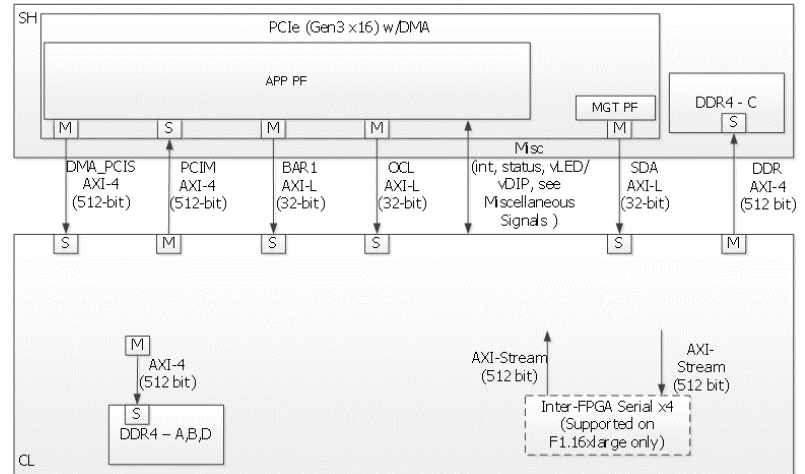 SH
PCIe (Gen3 x16) w/DMA
APP PF
MGT PF
DDR4 - C
S
M
S
M
M
M
DMA_PCIS
AXI-4
(512-bit)
PCIM
AXI-4
(512-bit)
BAR1
AXI-L
(32-bit)
OCL
AXI-L
(32-bit)
Misc
(int, status, vLED/
vDIP, see
Miscellaneous
Signals )
SDA
AXI-L
(32-bit)
DDR
AXI-4
(512 bit)
S
M
S
S
S
M
M
AXI-4
(512 bit)
S
DDR4 – A,B,D
AXI-Stream
(512 bit)
AXI-
Stream
(512 bit)
Inter-FPGA Serial x4
(Supported on
F1.16xlarge only)
CL